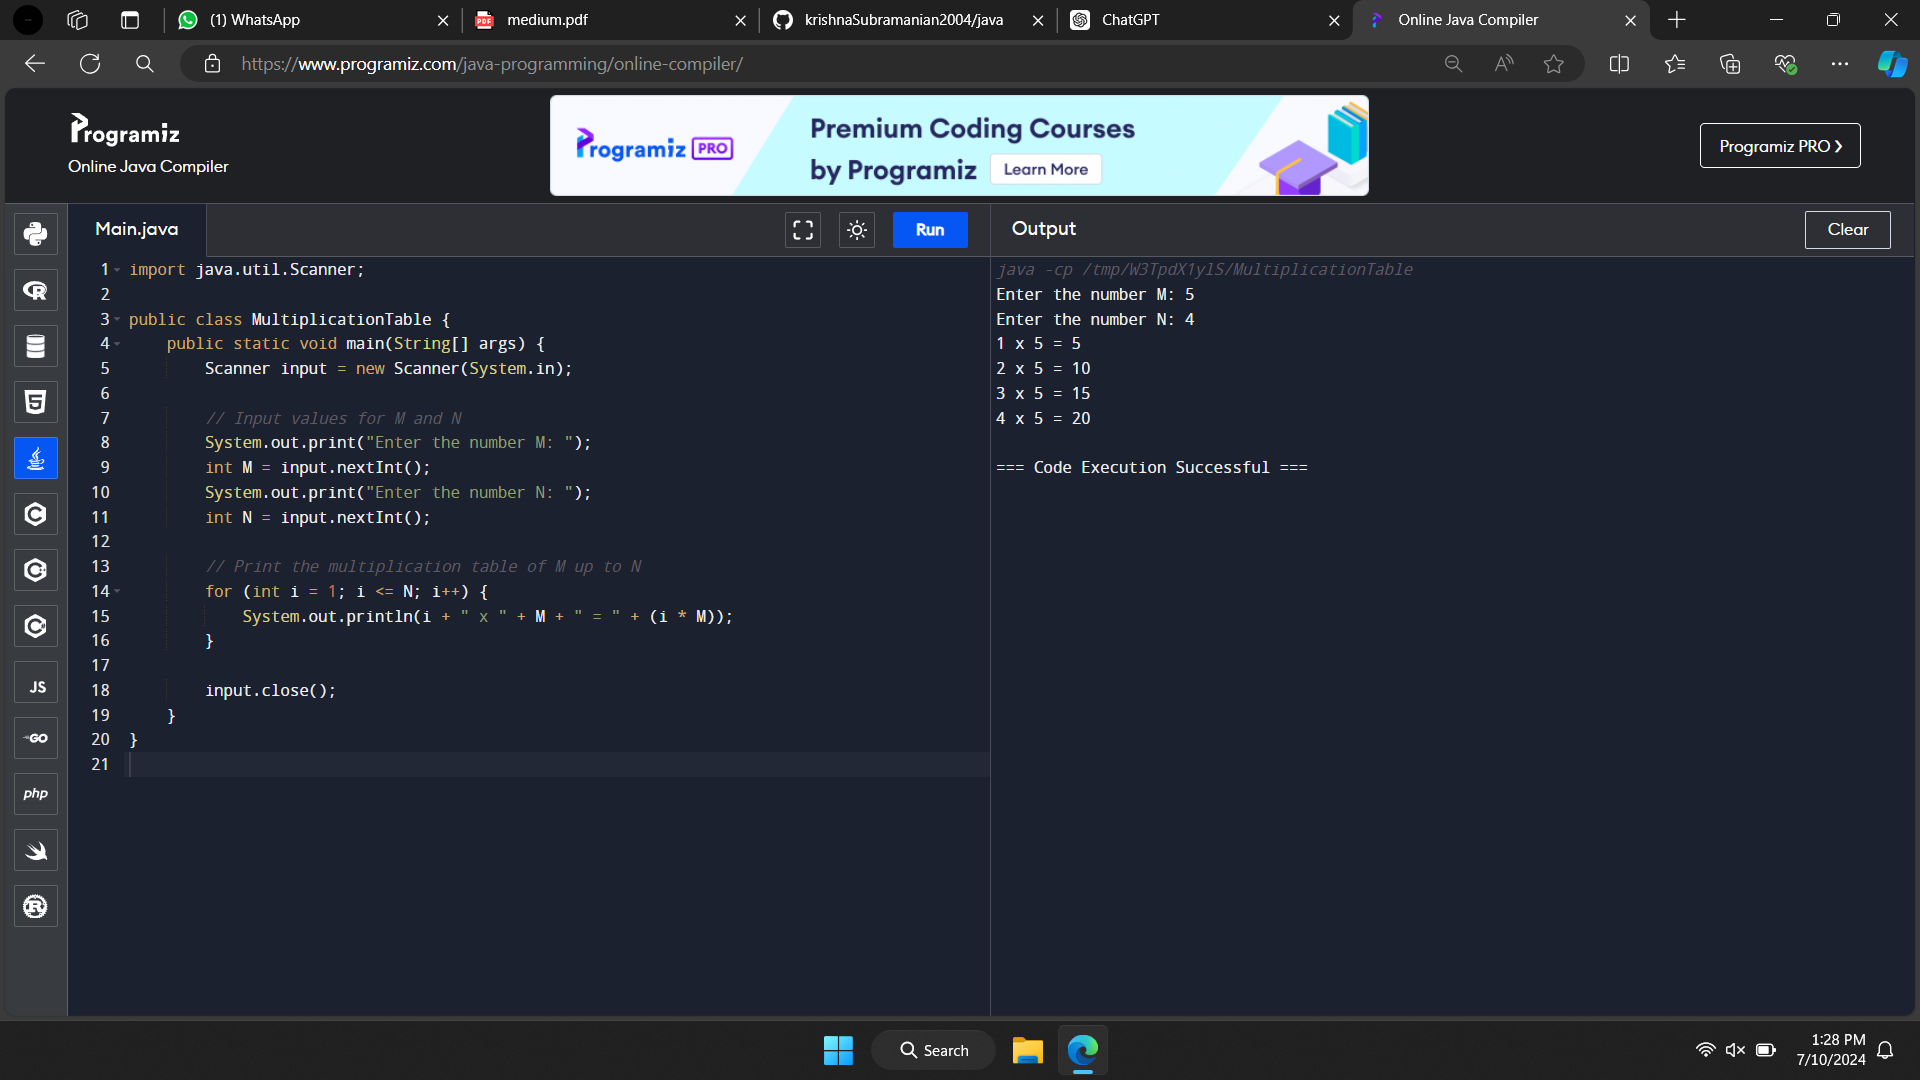 (1) WhatsApp
medium.pdf
krishnaSubramanian2004/java
ChatGPT
Online Java Compiler
https://www.programiz.com/java-programming/online-compiler/
Programiz
Online Java Compiler
Programiz PRO
Premium Coding Courses
by Programiz Learn More
Programiz PRO ❯
Main.java
Run
Output
Clear
1 import java.util.Scanner;
2
3 public class MultiplicationTable {
4 public static void main(String[] args) {
5 Scanner input = new Scanner(System.in);
6
7 // Input values for M and N
8 System.out.print("Enter the number M: ");
9 int M = input.nextInt();
10 System.out.print("Enter the number N: ");
11 int N = input.nextInt();
12
13 // Print the multiplication table of M up to N
14 for (int i = 1; i <= N; i++) {
15 System.out.println(i + " x " + M + " = " + (i * M));
16 }
17
18 input.close();
19 }
20 }
21
java -cp /tmp/W3TpdX1ylS/MultiplicationTable
Enter the number M: 5
Enter the number N: 4
1 x 5 = 5
2 x 5 = 10
3 x 5 = 15
4 x 5 = 20
=== Code Execution Successful ===
JS
GO
php
Search
1:28 PM
7/10/2024